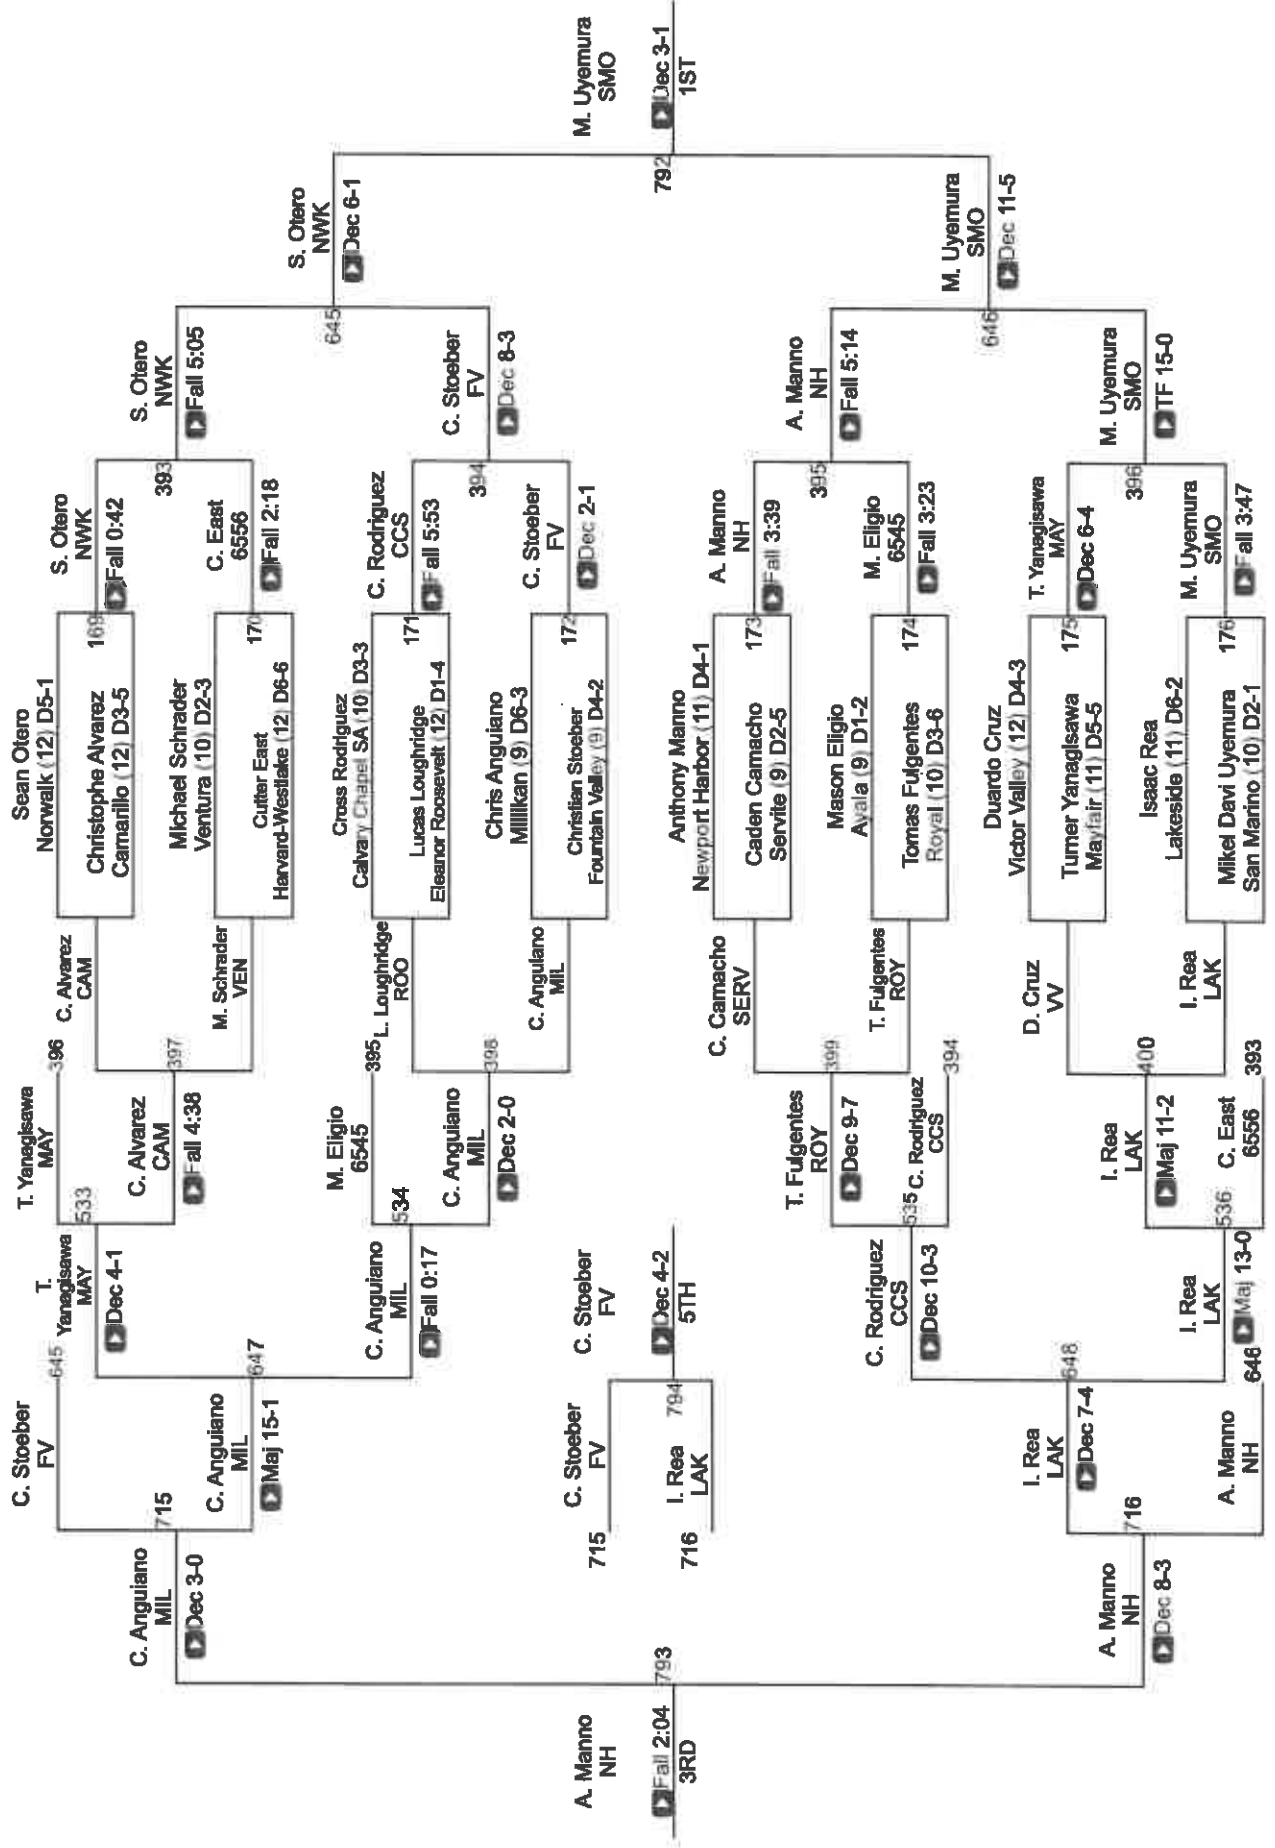 Sean Otero
Norwalk (12) D5-1
Christophe Alvarez
Camarillo (12) D3-5
169
Michael Schrader
Ventura (10) D2-3
Cutter East
Harvard-Westlake (12) D6-6
170
Cross Rodriguez
Calvary Chapel SA (10) D3-3
Lucas Loughridge
Eleanor Roosevelt (12) D1-4
171
Chris Anguiano
Millikan (9) D6-3
Christian Stoeber
Fountain Valley (9) D4-2
172
Anthony Manno
Newport Harbor (11) D4-1
Caden Camacho
Servite (9) D2-5
173
Mason Eligio
Ayala (9) D1-2
Tomas Fulgentes
Royal (10) D3-6
174
Duardo Cruz
Victor Valley (12) D4-3
Turner Yanagisawa
Mayfair (11) D5-5
175
Isaac Rea
Lakeside (11) D6-2
Mikel Davi Uyemura
San Marino (10) D2-1
176
S. Otero
NWK
Fall 0:42
393
C. East
6556
Fall 2:18
C. Rodriguez
CCS
Fall 5:53
394
C. Stoeber
FV
Dec 2-1
A. Manno
NH
Fall 3:39
395
M. Eligio
6545
Fall 3:23
T. Yanagisawa
MAY
Dec 6-4
396
M. Uyemura
SMO
Fall 3:47
S. Otero
NWK
Fall 5:05
645
C. Stoeber
FV
Dec 8-3
A. Manno
NH
Fall 5:14
646
M. Uyemura
SMO
TF 15-0
S. Otero
NWK
Dec 6-1
792
M. Uyemura
SMO
Dec 11-5
M. Uyemura
SMO
Dec 3-1
1ST
C. Alvarez
CAM
397
M. Schrader
VEN
L. Loughridge
ROO
398
C. Anguiano
MIL
C. Camacho
SERV
399
T. Fulgentes
ROY
D. Cruz
VV
400
I. Rea
LAK
T. Yanagisawa
MAY
396
533
C. Alvarez
CAM
Fall 4:38
M. Eligio
6545
395
534
C. Anguiano
MIL
Dec 2-0
T. Fulgentes
ROY
Dec 9-7
535
C. Rodriguez
CCS
394
I. Rea
LAK
Maj 11-2
536
C. East
6556
393
T.
Yanagisawa
MAY
Dec 4-1
647
C. Anguiano
MIL
Fall 0:17
C. Rodriguez
CCS
Dec 10-3
648
I. Rea
LAK
Maj 13-0
C. Stoeber
FV
645
715
C. Anguiano
MIL
Maj 15-1
I. Rea
LAK
Dec 7-4
716
A. Manno
NH
646
C. Anguiano
MIL
Dec 3-0
793
A. Manno
NH
Dec 8-3
A. Manno
NH
Fall 2:04
3RD
715
C. Stoeber
FV
794
716
I. Rea
LAK
C. Stoeber
FV
Dec 4-2
5TH